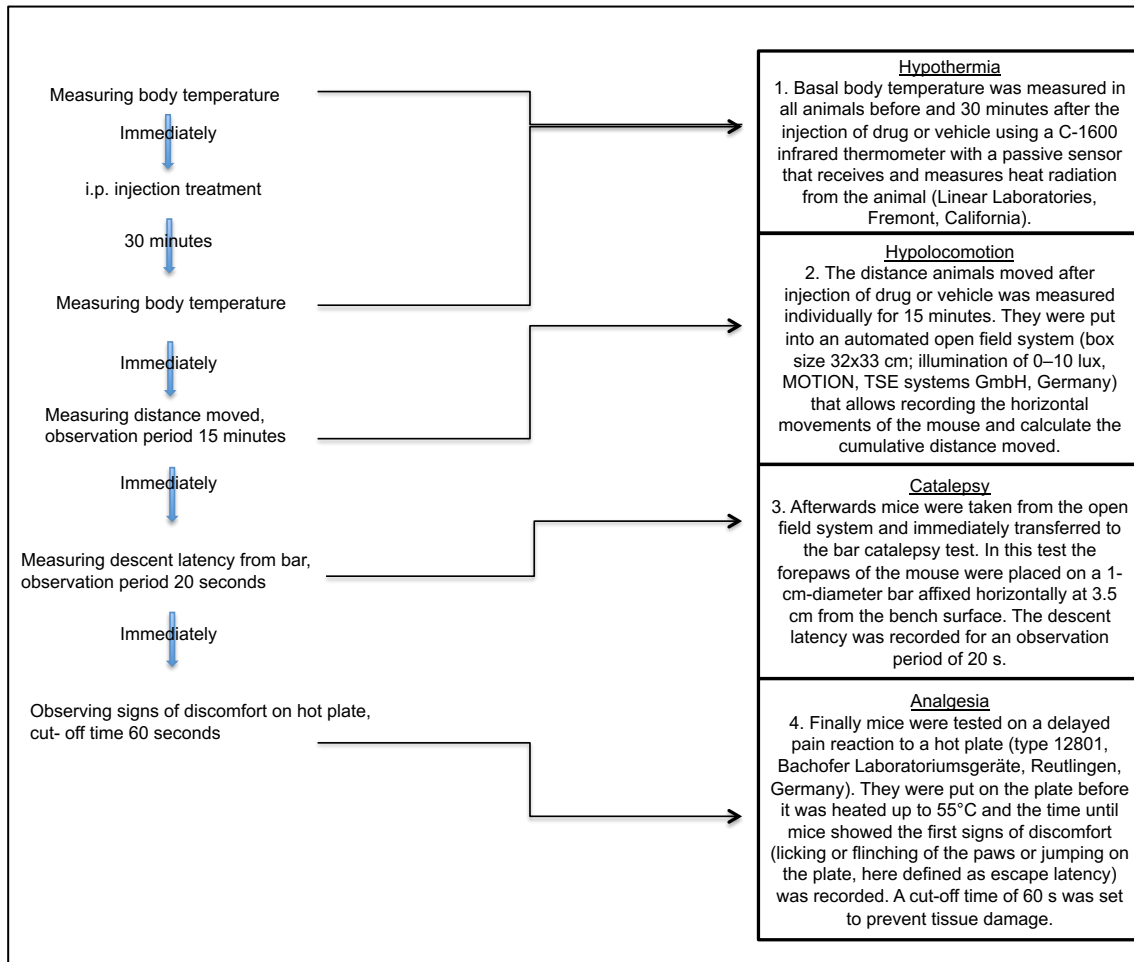 Measuring body temperature
Immediately
i.p. injection treatment
30 minutes
Measuring body temperature
Immediately
Measuring distance moved,
observation period 15 minutes
Immediately
Measuring descent latency from bar,
observation period 20 seconds
Immediately
Observing signs of discomfort on hot plate,
cut- off time 60 seconds
Hypothermia
1. Basal body temperature was measured in
all animals before and 30 minutes after the
injection of drug or vehicle using a C-1600
infrared thermometer with a passive sensor
that receives and measures heat radiation
from the animal (Linear Laboratories,
Fremont, California).
Hypolocomotion
2. The distance animals moved after
injection of drug or vehicle was measured
individually for 15 minutes. They were put
into an automated open field system (box
size 32x33 cm; illumination of 0–10 lux,
MOTION, TSE systems GmbH, Germany)
that allows recording the horizontal
movements of the mouse and calculate the
cumulative distance moved.
Catalepsy
3. Afterwards mice were taken from the open
field system and immediately transferred to
the bar catalepsy test. In this test the
forepaws of the mouse were placed on a 1-
cm-diameter bar affixed horizontally at 3.5
cm from the bench surface. The descent
latency was recorded for an observation
period of 20 s.
Analgesia
4. Finally mice were tested on a delayed
pain reaction to a hot plate (type 12801,
Bachofer Laboratoriumsgeräte, Reutlingen,
Germany). They were put on the plate before
it was heated up to 55°C and the time until
mice showed the first signs of discomfort
(licking or flinching of the paws or jumping on
the plate, here defined as escape latency)
was recorded. A cut-off time of 60 s was set
to prevent tissue damage.